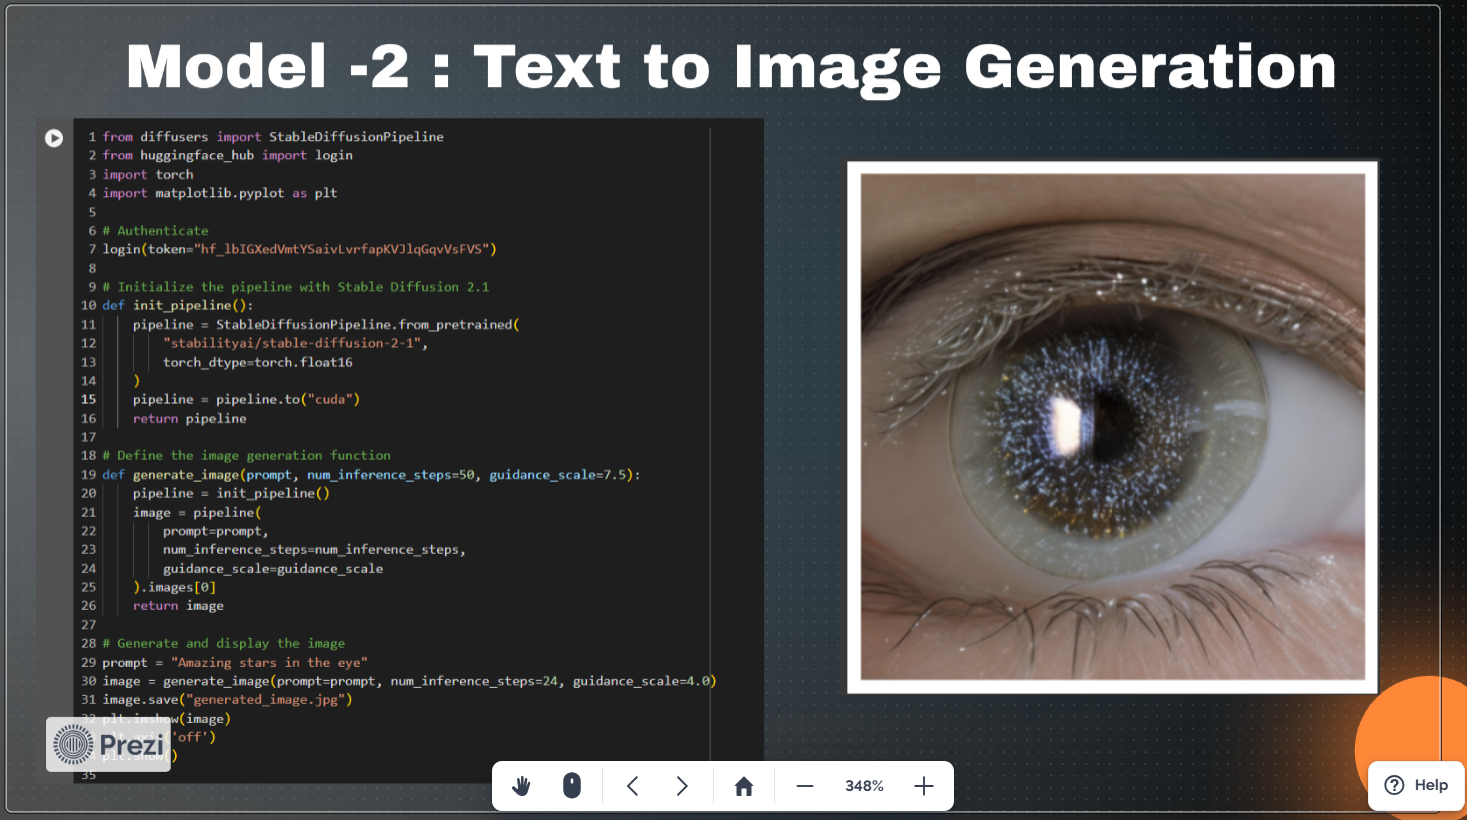 Model -2 : Text to Image Generation
1 from diffusers import StableDiffusionPipeline
2 from huggingface_hub import login
3 import torch
4 import matplotlib.pyplot as plt
5
6 # Authenticate
7 login(token="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")
8
9 # Initialize the pipeline with Stable Diffusion 2.1
10 def init_pipeline():
11 pipeline = StableDiffusionPipeline.from_pretrained(
12 "stabilityai/stable-diffusion-2-1",
13 torch_dtype=torch.float16
14 )
15 pipeline = pipeline.to("cuda")
16 return pipeline
17
18 # Define the image generation function
19 def generate_image(prompt, num_inference_steps=50, guidance_scale=7.5):
20 pipeline = init_pipeline()
21 image = pipeline(
22 prompt=prompt,
23 num_inference_steps=num_inference_steps,
24 guidance_scale=guidance_scale
25 ).images[0]
26 return image
27
28 # Generate and display the image
29 prompt = "Amazing stars in the eye"
30 image = generate_image(prompt=prompt, num_inference_steps=24, guidance_scale=4.0)
31 image.save("generated_image.jpg")
32 plt.imshow(image)
plt.axis('off')
plt.show()
35
Prezi
348%
Help